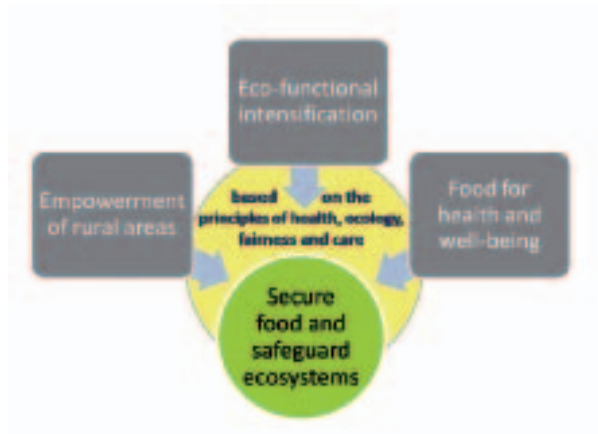 Eco-functional
intensification
Empowerment
of rural areas
Food for
health and
well-being
based on the
principles of health, ecology,
fairness and care
Secure
food and
safeguard
ecosystems